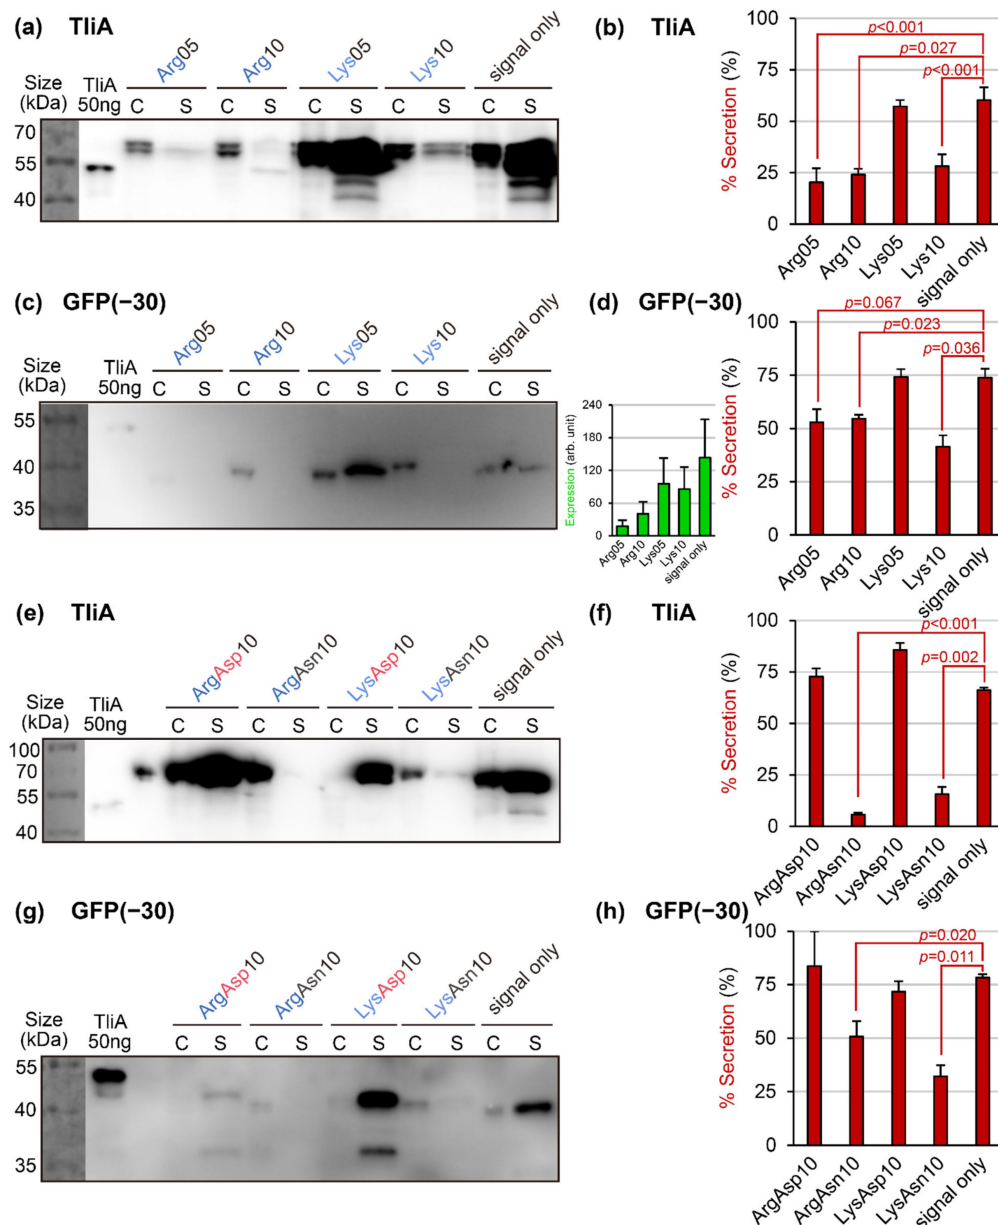 (a) TliA
Size
(kDa)
TliA
50ng
Arg05 Arg10 Lys05 Lys10 signal only
C S C S C S C S C S
70
55
40
(b) TliA
% Secretion (%)
100
75
50
25
0
p<0.001
p=0.027
p<0.001
Arg05 Arg10 Lys05 Lys10 signal only
(c) GFP(−30)
Size
(kDa)
TliA
50ng
Arg05 Arg10 Lys05 Lys10 signal only
C S C S C S C S C S
55
40
35
Expression (arb. unit)
240
180
120
60
0
Arg05 Arg10 Lys05 Lys10 signal only
(d) GFP(−30)
% Secretion (%)
100
75
50
25
0
p=0.067
p=0.023
p=0.036
Arg05 Arg10 Lys05 Lys10 signal only
(e) TliA
Size
(kDa)
TliA
50ng
ArgAsp10 ArgAsn10 LysAsp10 LysAsn10 signal only
C S C S C S C S C S
100
70
55
40
(f) TliA
% Secretion (%)
100
75
50
25
0
p<0.001
p=0.002
ArgAsp10 ArgAsn10 LysAsp10 LysAsn10 signal only
(g) GFP(−30)
Size
(kDa)
TliA
50ng
ArgAsp10 ArgAsn10 LysAsp10 LysAsn10 signal only
C S C S C S C S C S
55
40
35
(h) GFP(−30)
% Secretion (%)
100
75
50
25
0
p=0.020
p=0.011
ArgAsp10 ArgAsn10 LysAsp10 LysAsn10 signal only